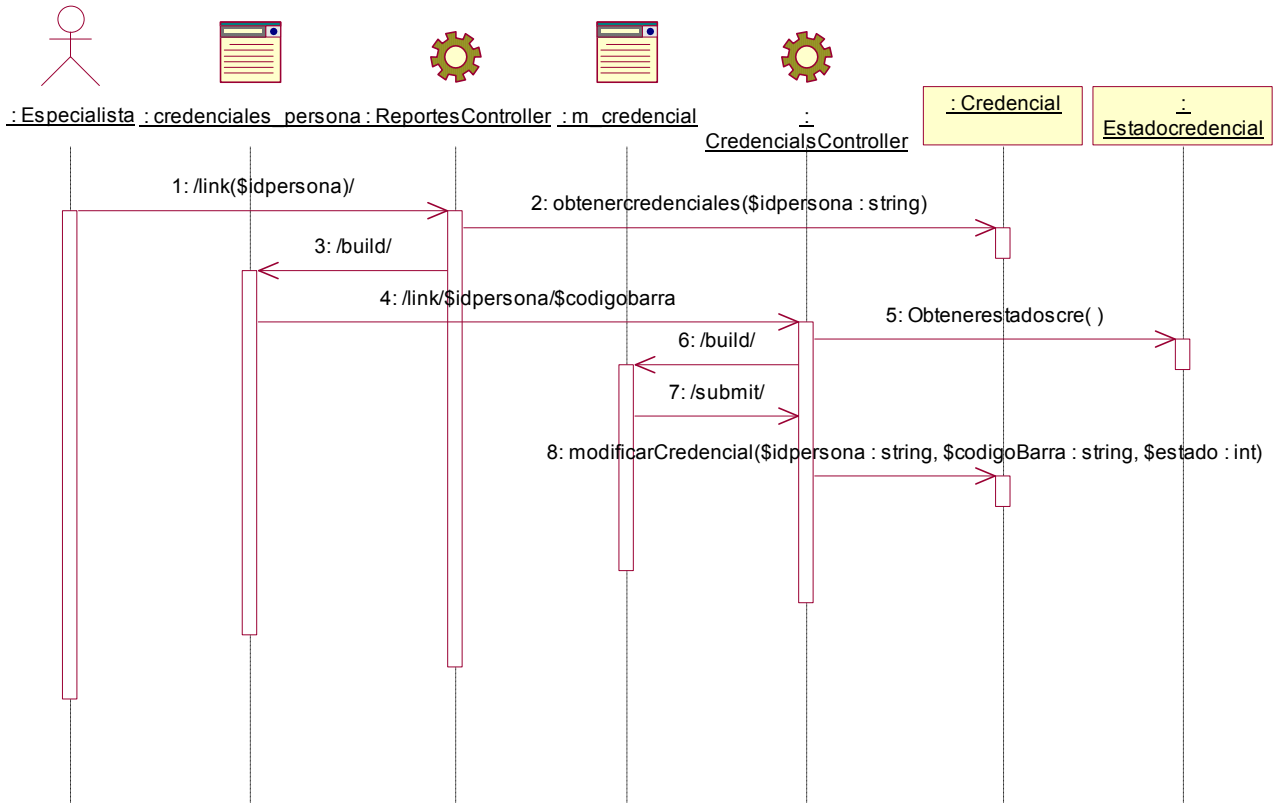 : Especialista
: credenciales_persona
: ReportesController
: m_credencial
:
CredencialsController
: Credencial
:
Estadocredencial
1: /link($idpersona)/
2: obtenercredenciales($idpersona : string)
3: /build/
4: /link/$idpersona/$codigobarra
5: Obtenerestadoscre( )
6: /build/
7: /submit/
8: modificarCredencial($idpersona : string, $codigoBarra : string, $estado : int)